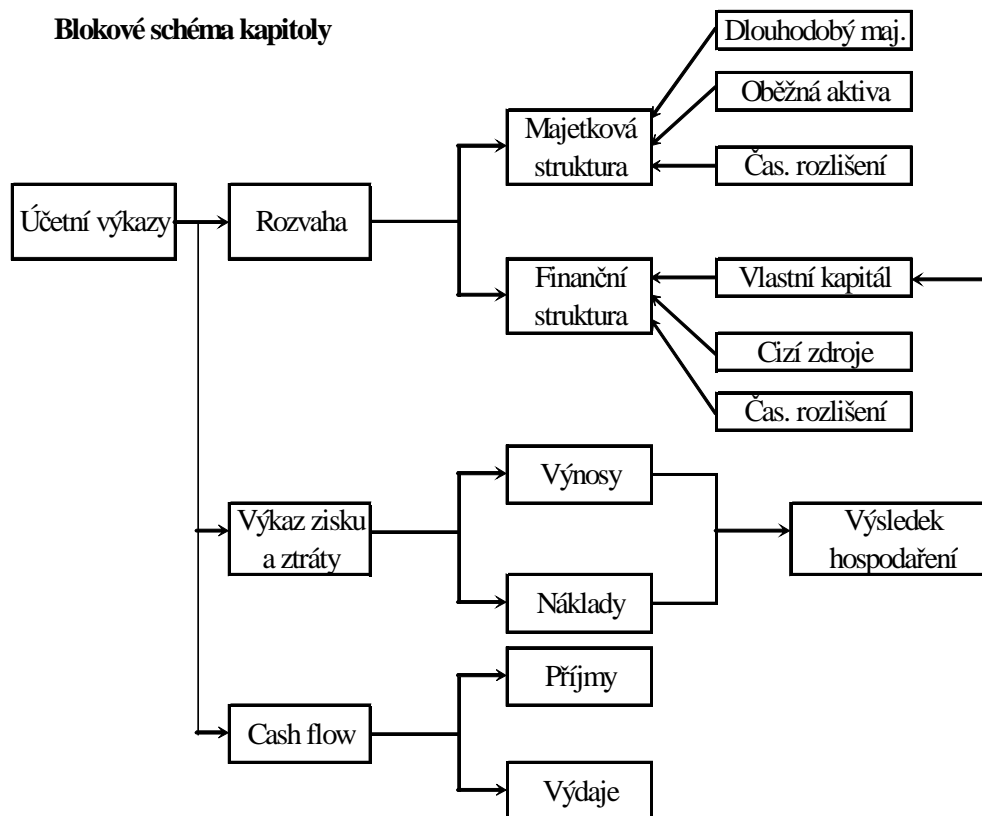 Blokové schéma kapitoly
Dlouhodobý maj.
Oběžná aktiva
Majetková
struktura
Čas. rozlišení
Účetní výkazy
Rozvaha
Finanční
struktura
Vlastní kapitál
Cizí zdroje
Čas. rozlišení
Výnosy
Výkaz zisku
a ztráty
Výsledek
hospodaření
Náklady
Příjmy
Cash flow
Výdaje